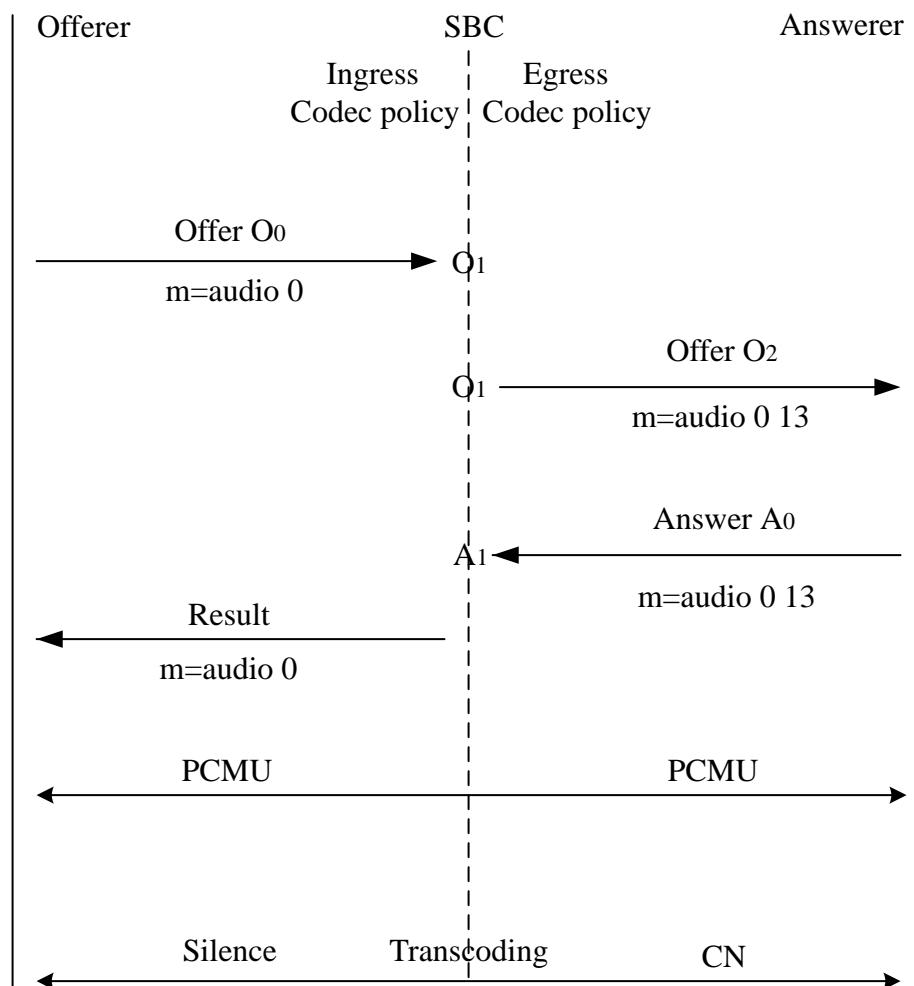 Offerer SBC Answerer
Ingress Egress
Codec policy Codec policy
Offer O0
O1
m=audio 0
Offer O2
O1
m=audio 0 13
Answer A0
A1
m=audio 0 13
Result
m=audio 0
PCMU PCMU
Silence Transcoding CN